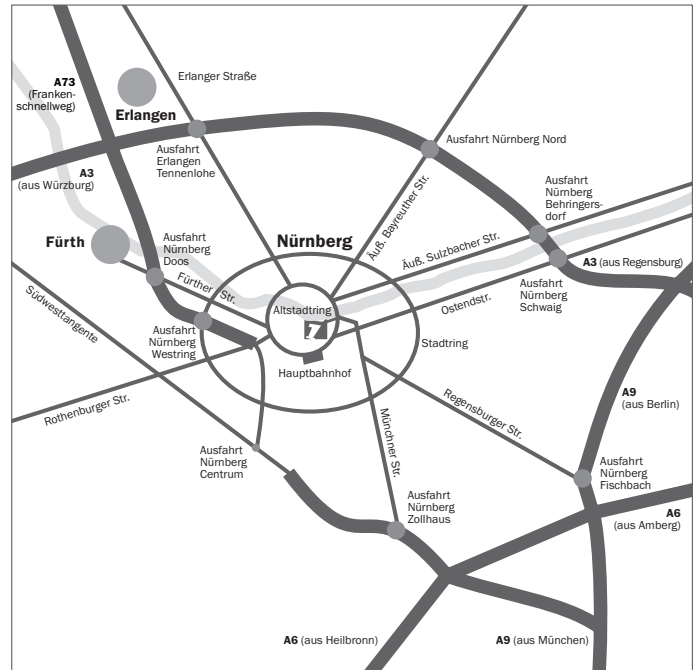 A73
(Franken-
schnellweg)
Erlanger Straße
Erlangen
Ausfahrt
Erlangen
Tennenlohe
Ausfahrt Nürnberg Nord
A3
(aus Würzburg)
Ausfahrt
Nürnberg
Behringers-
dorf
Äuß. Bayreuther Str.
Fürth
Ausfahrt
Nürnberg
Doos
Nürnberg
Äuß. Sulzbacher Str.
A3 (aus Regensburg)
Fürther Str.
Südwesttangente
Altstadtring
Ostendstr.
Ausfahrt
Nürnberg
Schwaig
Ausfahrt
Nürnberg
Westring
7
Stadtring
Hauptbahnhof
A9
(aus Berlin)
Rothenburger Str.
Regensburger Str.
Münchner Str.
Ausfahrt
Nürnberg
Centrum
Ausfahrt
Nürnberg
Fischbach
Ausfahrt
Nürnberg
Zollhaus
A6
(aus Amberg)
A6 (aus Heilbronn)
A9 (aus München)